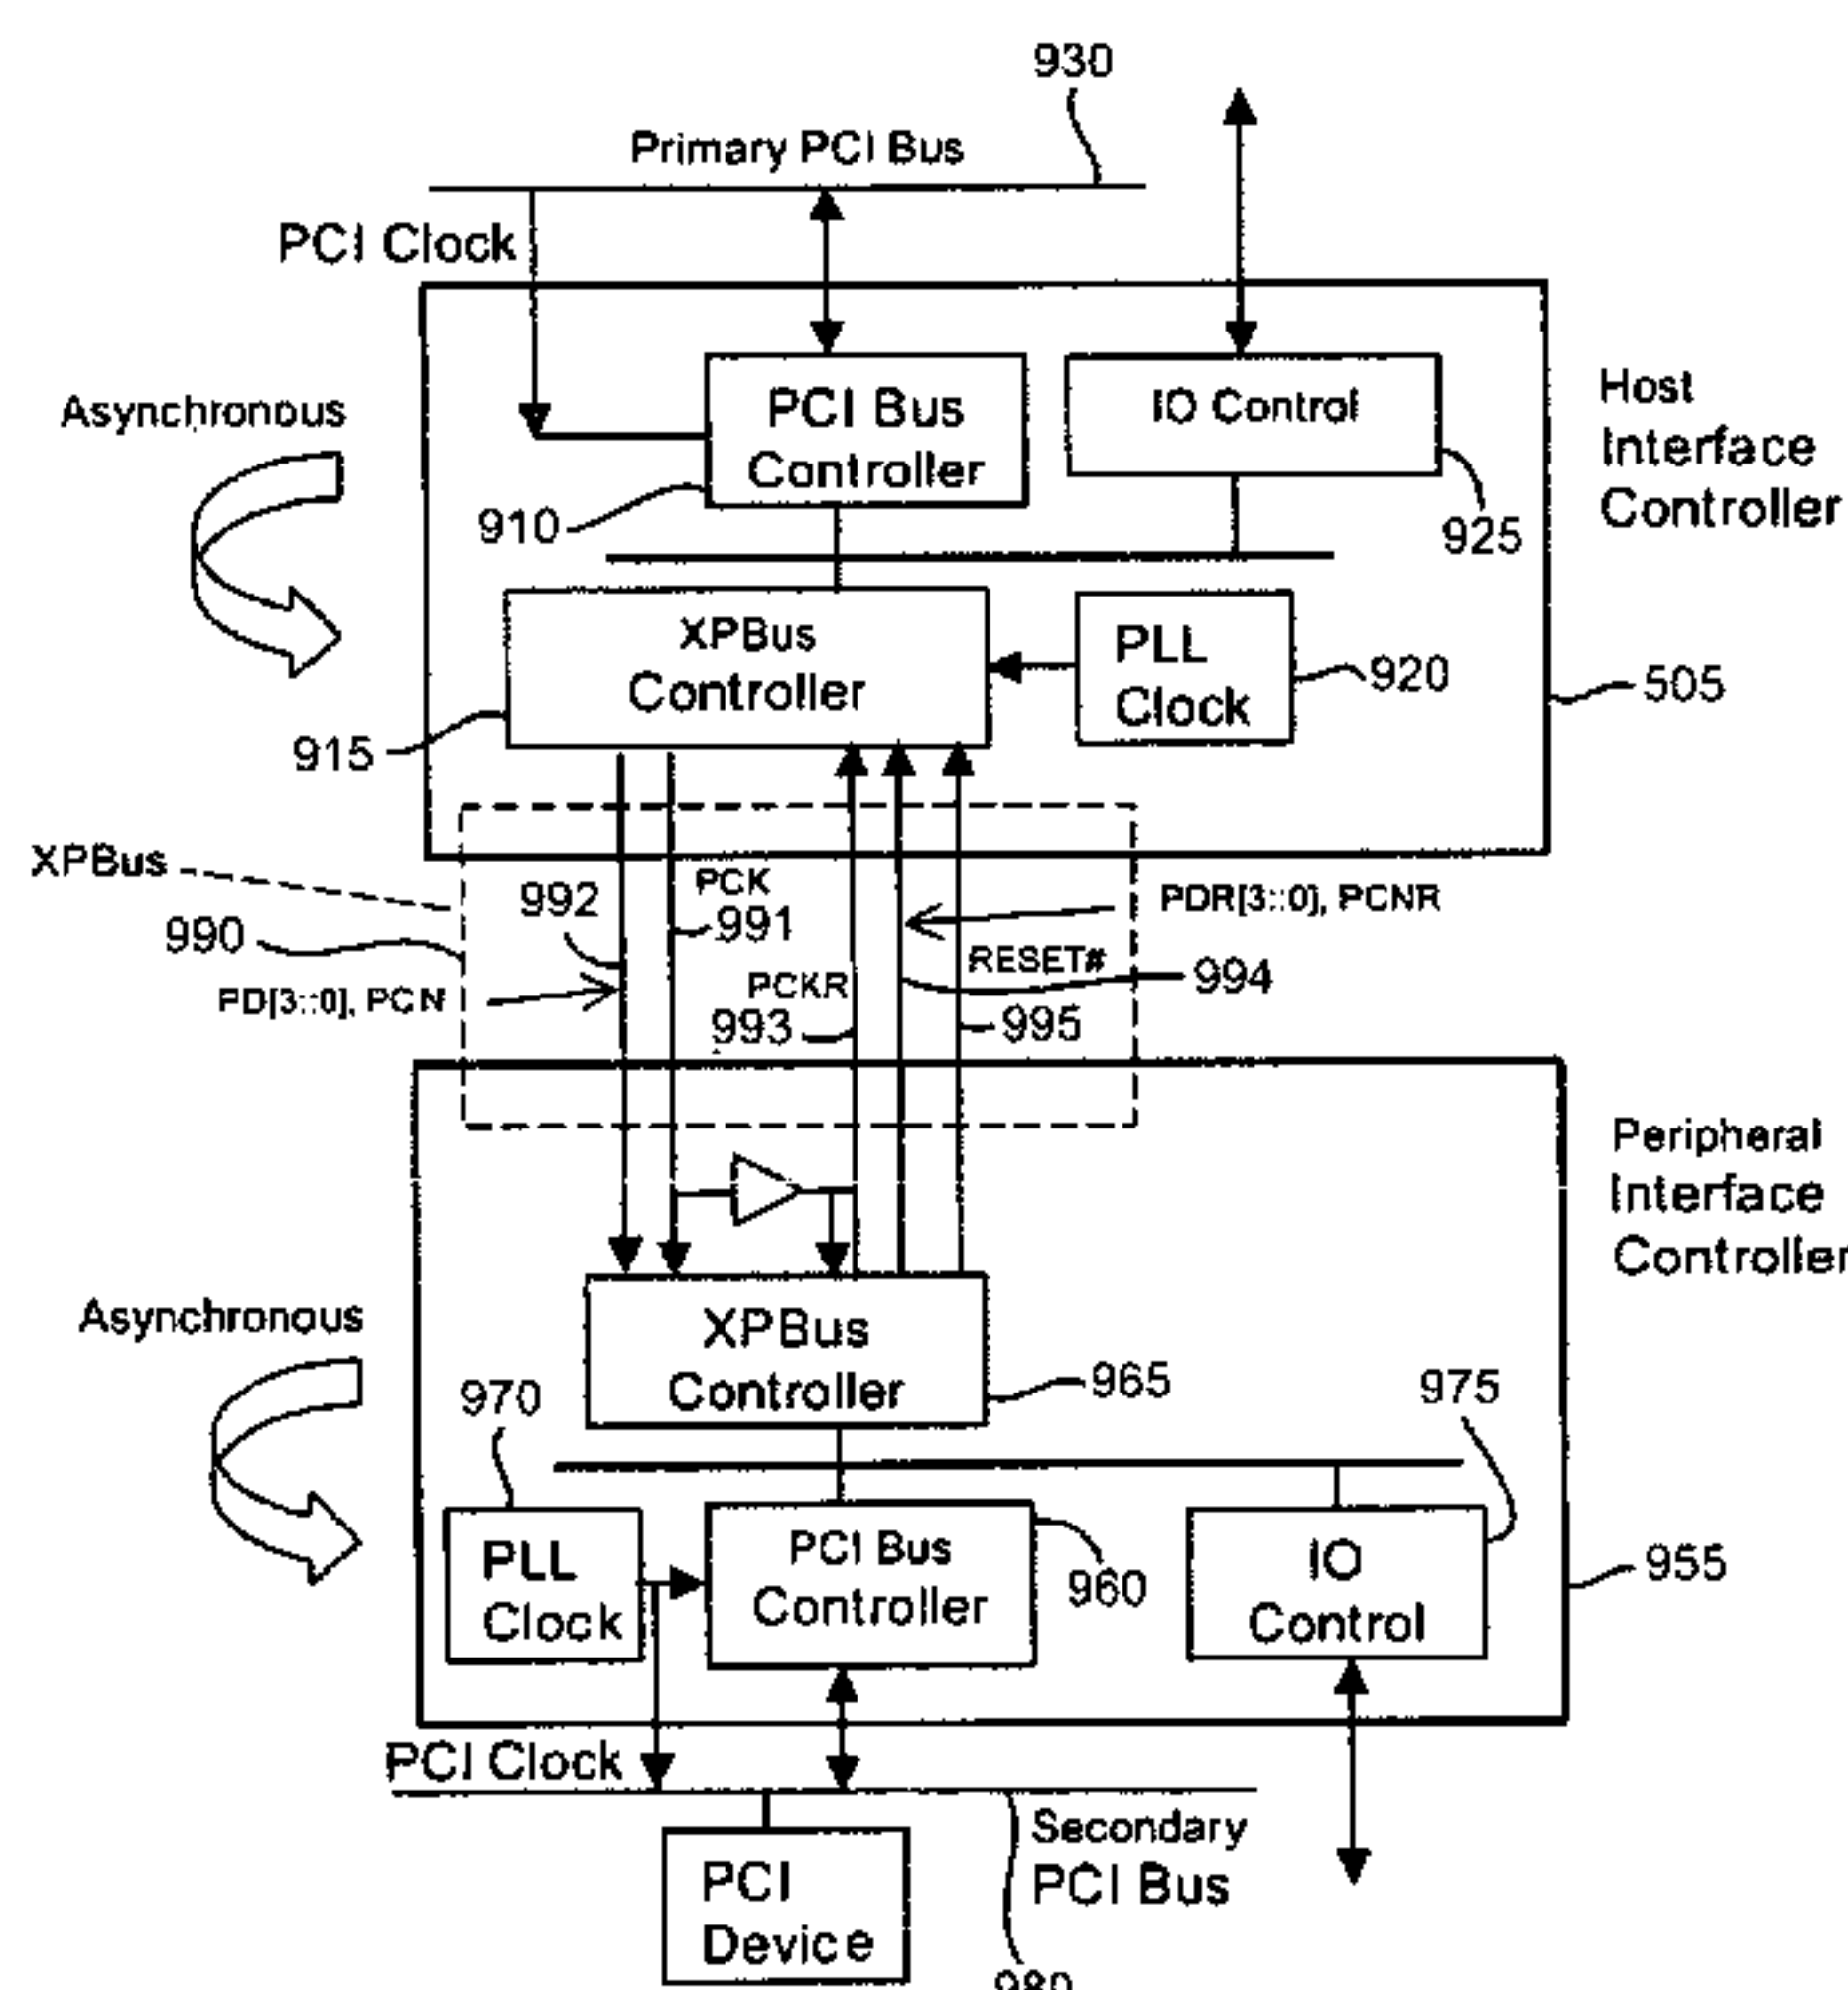 930
Primary PCI Bus
PCI Clock
Asynchronous
PCI Bus
Controller
IO Control
Host
Interface
Controller
910
925
XPBus
Controller
PLL
Clock
920
505
915
XPBus
990
992
PCK
991
PDR[3::0], PCNR
RESET#
994
PD[3::0], PCN
PCKR
993
995
Peripheral
Interface
Controller
Asynchronous
XPBus
Controller
965
970
975
PLL
Clock
PCI Bus
Controller
960
IO
Control
955
PCI Clock
Secondary
PCI Bus
PCI
Device
980